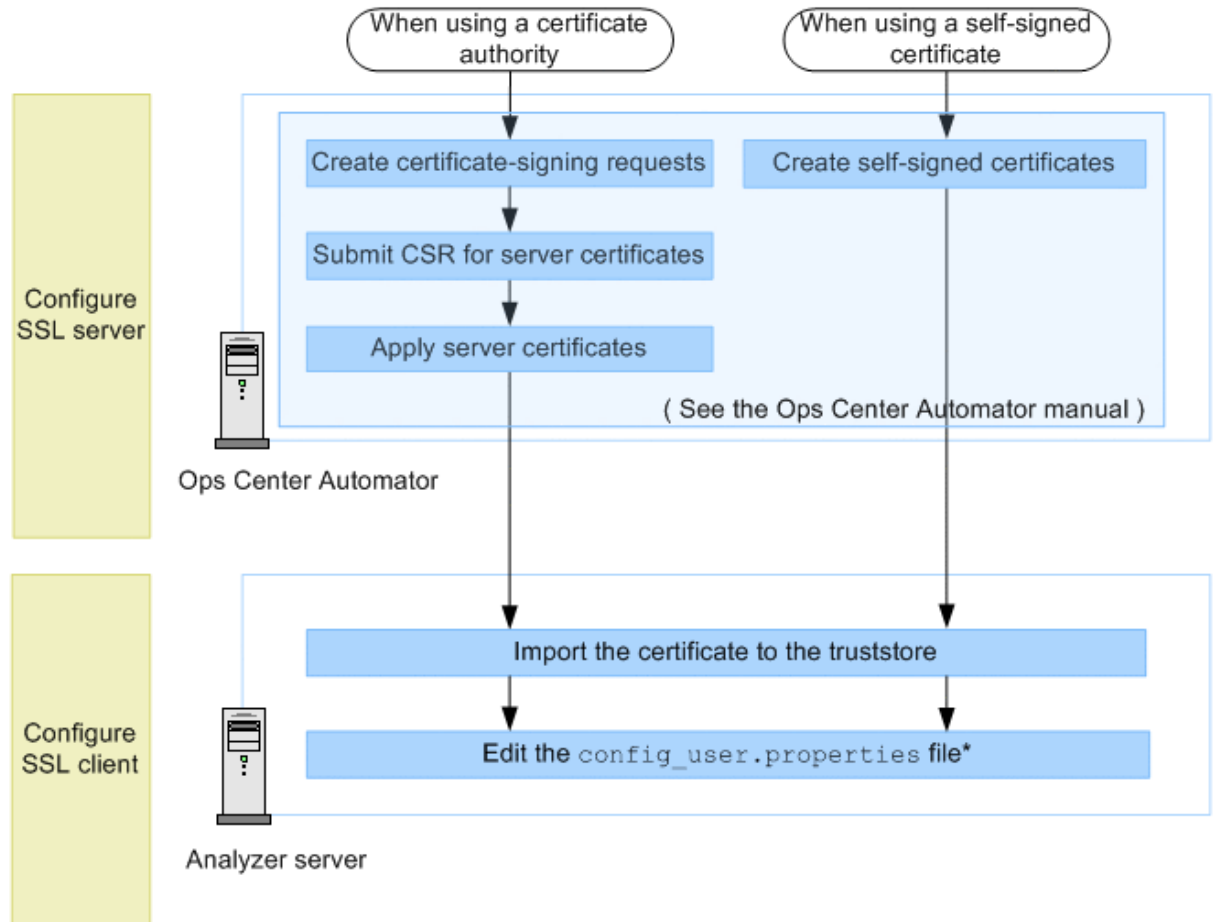 When using a certificate
authority
When using a self-signed
certificate
Configure
SSL server
Create certificate-signing requests
Create self-signed certificates
Submit CSR for server certificates
Apply server certificates
( See the Ops Center Automator manual )
Ops Center Automator
Configure
SSL client
Import the certificate to the truststore
Edit the config_user.properties file*
Analyzer server